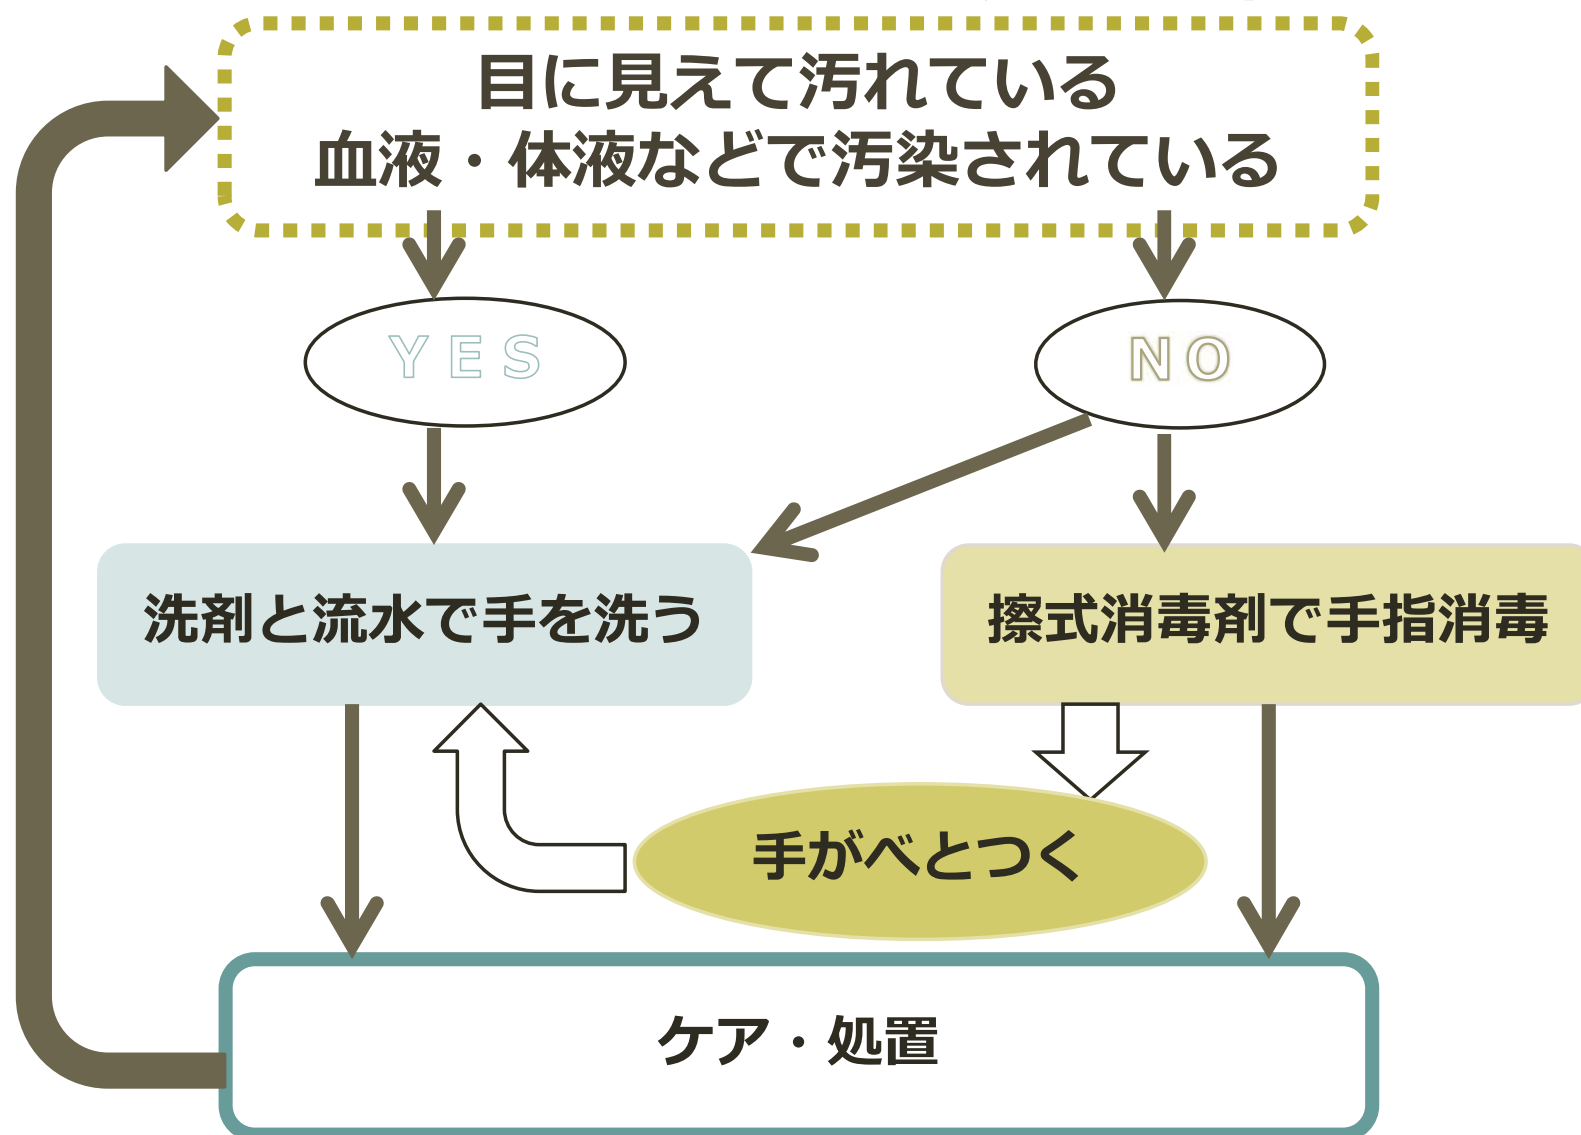 目に見えて汚れている
血液・体液などで汚染されている
YES
NO
洗剤と流水で手を洗う
擦式消毒剤で手指消毒
手がべとつく
ケア・処置